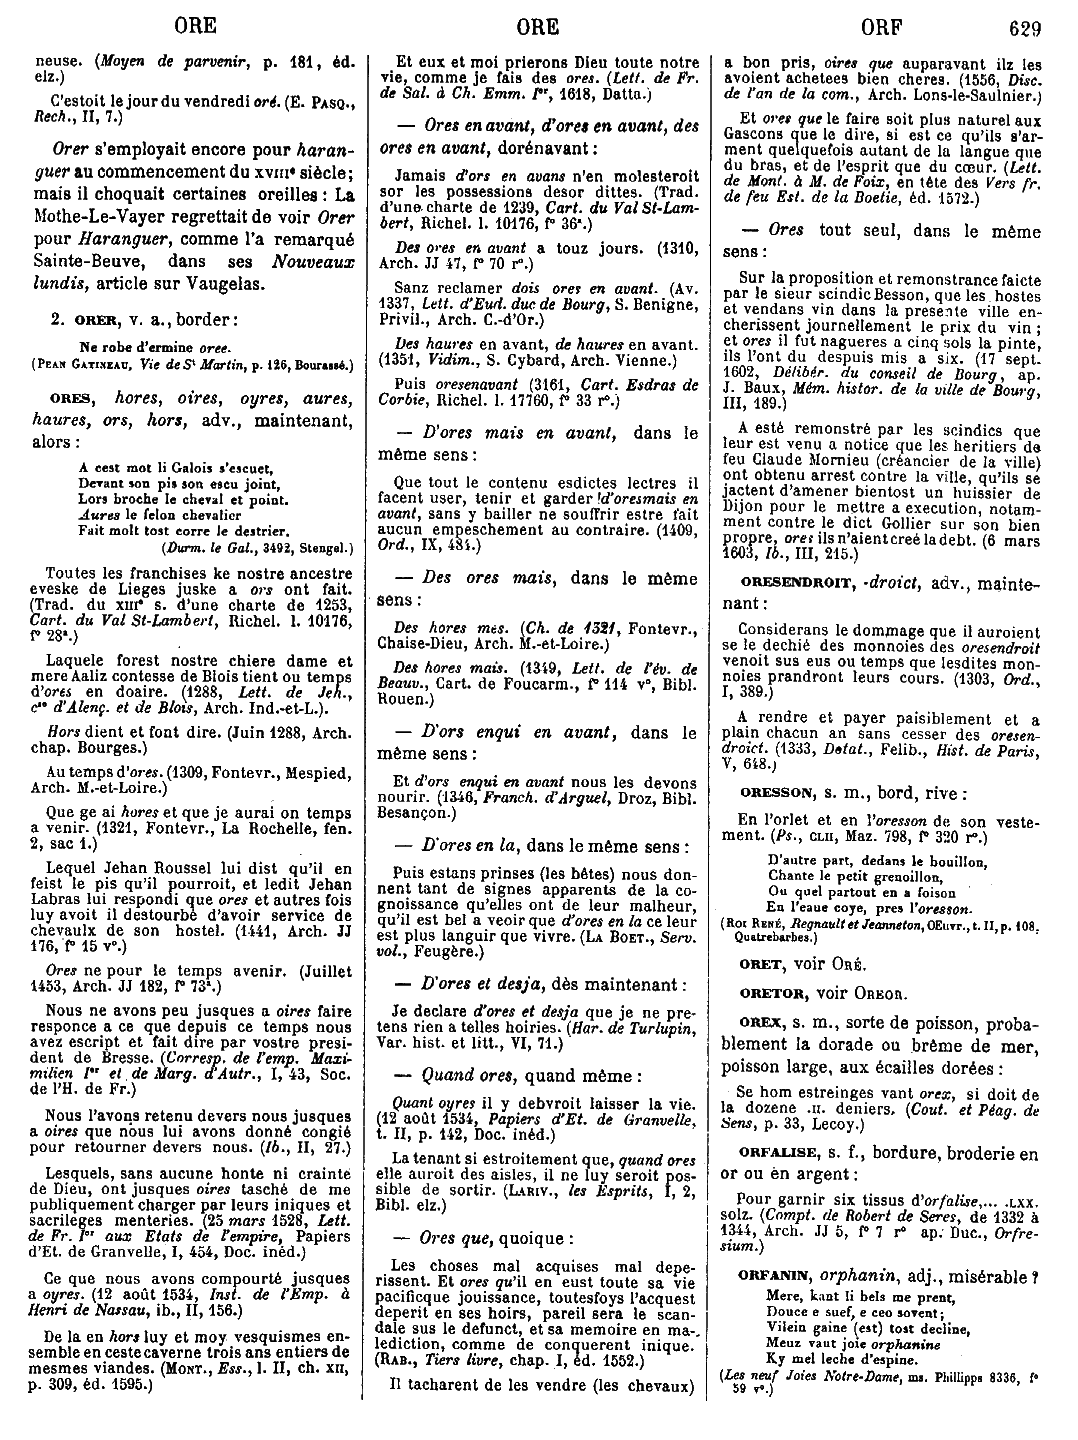 ORE
ORE
ORF
629
neuse. (Moyen de parvenir, p. 181, éd.
elz.)
C'estoit le jour du vendredi oré. (E. PASQ.,
Rech., II, 7.)
Orer s'employait encore pour haran-
guer au commencement du XVIIIe siècle;
mais il choquait certaines oreilles : La
Mothe-Le-Vayer regrettait de voir Orer
pour Haranguer, comme l'a remarqué
Sainte-Beuve, dans ses Nouveaux
lundis, article sur Vaugelas.
2. ORER, v. a., border :
Ne robe d'ermine oree.
(PEAN GATINEAU, Vie de St Martin, p. 126, Bourassé.)
ORES, hores, oires, oyres, aures,
haures, ors, hors, adv., maintenant,
alors :
A cest mot li Galois s'escuet,
Devant son pis son escu joint,
Lors broche le cheval et point.
Aures le felon chevalier
Fait molt tost corre le destrier.
(Durm. le Gal., 3492, Stengel.)
Toutes les franchises ke nostre ancestre
eveske de Lieges juske a ors ont fait.
(Trad. du XIIIe s. d'une charte de 1253,
Cart. du Val St-Lambert, Richel. l. 10176,
f° 28a.)
Laquele forest nostre chiere dame et
mere Aaliz contesse de Blois tient ou temps
d'ores en doaire. (1288, Lett. de Jeh.,
cte d'Alenç. et de Blois, Arch. Ind.-et-L.).
Hors dient et font dire. (Juin 1288, Arch.
chap. Bourges.)
Au temps d'ores. (1309, Fontevr., Mespied,
Arch. M.-et-Loire.)
Que ge ai hores et que je aurai on temps
a venir. (1321, Fontevr., La Rochelle, fen.
2, sac 1.)
Lequel Jehan Roussel lui dist qu'il en
feist le pis qu'il pourroit, et ledit Jehan
Labras lui respondi que ores et autres fois
luy avoit il destourbé d'avoir service de
chevaulx de son hostel. (1441, Arch. JJ
176, f° 15 v°.)
Ores ne pour le temps avenir. (Juillet
1453, Arch. JJ 182, f° 73a.)
Nous ne avons peu jusques a oires faire
responce a ce que depuis ce temps nous
avez escript et fait dire par vostre presi-
dent de Bresse. (Corresp. de l'emp. Maxi-
milien Ier et de Marg. d'Autr., I, 43, Soc.
de l'H. de Fr.)
Nous l'avons retenu devers nous jusques
a oires que nous lui avons donné congié
pour retourner devers nous. (Ib., II, 27.)
Lesquels, sans aucune honte ni crainte
de Dieu, ont jusques oires tasché de me
publiquement charger par leurs iniques et
sacrileges menteries. (25 mars 1528, Lett.
de Fr. Ier aux Etats de l'empire, Papiers
d'Et. de Granvelle, I, 454, Doc. inéd.)
Ce que nous avons compourté jusques
a oyres. (12 août 1534, Inst. de l'Emp. à
Henri de Nassau, ib., II, 156.)
De la en hors luy et moy vesquismes en-
semble en ceste caverne trois ans entiers de
mesmes viandes. (MONT., Ess., l. II, ch. XII,
p. 309, éd. 1595.)
Et eux et moi prierons Dieu toute notre
vie, comme je fais des ores. (Lett. de Fr.
de Sal. à Ch. Emm. Ier, 1618, Datta.)
— Ores en avant, d'ores en avant, des
ores en avant, dorénavant :
Jamais d'ors en avans n'en molesteroit
sor les possessions desor dittes. (Trad.
d'une charte de 1239, Cart. du Val St-Lam-
bert, Richel. l. 10176, f° 36a.)
Des ores en avant a touz jours. (1310,
Arch. JJ 47, f° 70 r°.)
Sanz reclamer dois ores en avant. (Av.
1337, Lett. d'Eud. duc de Bourg, S. Benigne,
Privil., Arch. C.-d'Or.)
Des haures en avant, de haures en avant.
(1351, Vidim., S. Cybard, Arch. Vienne.)
Puis oresenavant (3161, Cart. Esdras de
Corbie, Richel. l. 17760, f° 33 r°.)
— D'ores mais en avant, dans le
même sens :
Que tout le contenu esdictes lectres il
facent user, tenir et garder d'oresmais en
avant, sans y bailler ne souffrir estre fait
aucun empeschement au contraire. (1409,
Ord., IX, 484.)
— Des ores mais, dans le même
sens :
Des hores mes. (Ch. de 1321, Fontevr.,
Chaise-Dieu, Arch. M.-et-Loire.)
Des hores mais. (1349, Lett. de l'év. de
Beauv., Cart. de Foucarm., f° 114 v°, Bibl.
Rouen.)
— D'ors enqui en avant, dans le
même sens :
Et d'ors enqui en avant nous les devons
nourir. (1346, Franch. d'Arguel, Droz, Bibl.
Besançon.)
— D'ores en la, dans le même sens :
Puis estans prinses (les bêtes) nous don-
nent tant de signes apparents de la co-
gnoissance qu'elles ont de leur malheur,
qu'il est bel a veoir que d'ores en la ce leur
est plus languir que vivre. (LA BOET., Serv.
vol., Feugère.)
— D'ores et desja, dès maintenant :
Je declare d'ores et desja que je ne pre-
tens rien a telles hoiries. (Har. de Turlupin,
Var. hist. et litt., VI, 71.)
— Quand ores, quand même :
Quant oyres il y debvroit laisser la vie.
(12 août 1534, Papiers d'Et. de Granvelle,
t. II, p. 142, Doc. inéd.)
La tenant si estroitement que, quand ores
elle auroit des aisles, il ne luy seroit pos-
sible de sortir. (LARIV., les Esprits, I, 2,
Bibl. elz.)
— Ores que, quoique :
Les choses mal acquises mal depe-
rissent. Et ores qu'il en eust toute sa vie
pacificque jouissance, toutesfoys l'acquest
deperit en ses hoirs, pareil sera le scan-
dale sus le defunct, et sa memoire en ma-
lediction, comme de conquerent inique.
(RAB., Tiers livre, chap. I, éd. 1552.)
Il tacharent de les vendre (les chevaux)
a bon pris, oires que auparavant ilz les
avoient achetees bien cheres. (1556, Disc.
de l'an de la com., Arch. Lons-le-Saulnier.)
Et ores que le faire soit plus naturel aux
Gascons que le dire, si est ce qu'ils s'ar-
ment quelquefois autant de la langue que
du bras, et de l'esprit que du cœur. (Lett.
de Mont. à M. de Foix, en tête des Vers fr.
de feu Est. de la Boetie, éd. 1572.)
— Ores tout seul, dans le même
sens :
Sur la proposition et remonstrance faicte
par le sieur scindic Besson, que les hostes
et vendans vin dans la presente ville en-
cherissent journellement le prix du vin ;
et ores il fut nagueres a cinq sols la pinte,
ils l'ont du despuis mis a six. (17 sept.
1602, Délibér. du conseil de Bourg, ap.
J. Baux, Mém. histor. de la ville de Bourg,
III, 189.)
A esté remonstré par les scindics que
leur est venu a notice que les heritiers de
feu Claude Mornieu (créancier de la ville)
ont obtenu arrest contre la ville, qu'ils se
jactent d'amener bientost un huissier de
Dijon pour le mettre a execution, notam-
ment contre le dict Gollier sur son bien
propre, ores ils n'aient creé la debt. (6 mars
1603, Ib., III, 215.)
ORESENDROIT, -droict, adv., mainte-
nant :
Considerans le dommage que il auroient
se le dechié des monnoies des oresendroit
venoit sus eus ou temps que lesdites mon-
noies prandront leurs cours. (1303, Ord.,
I, 389.)
A rendre et payer paisiblement et a
plain chacun an sans cesser des oresen-
droict. (1333, Detat., Felib., Hist. de Paris,
V, 648.)
ORESSON, s. m., bord, rive :
En l'orlet et en l'oresson de son veste-
ment. (Ps., CLII, Maz. 798, f° 320 r°.)
D'autre part, dedans le bouillon,
Chante le petit grenoillon,
Ou quel partout en a foison
En l'eaue coye, pres l'oresson.
(ROI RENÉ, Regnault et Jeanneton, Œuvr., t. II, p. 108,
Quatrebarbes.)
ORET, voir ORÉ.
ORETOR, voir OREOR.
OREX, s. m., sorte de poisson, proba-
blement la dorade ou brême de mer,
poisson large, aux écailles dorées :
Se hom estreinges vant orex, si doit de
la dozene .II. deniers. (Cout. et Péag. de
Sens, p. 33, Lecoy.)
ORFALISE, s. f., bordure, broderie en
or ou en argent :
Pour garnir six tissus d'orfalise,... .LXX.
solz. (Compt. de Robert de Seres, de 1332 à
1344, Arch. JJ 5, f° 7 r° ap. Duc., Orfre-
sium.)
ORFANIN, orphanin, adj., misérable ?
Mere, kant li bels me prent,
Douce e suef, e ceo sovent;
Vilein gaine (est) tost decline,
Meuz vaut joie orphanine
Ky mel leche d'espine.
(Les neuf Joies Notre-Dame, ms. Phillipps 8336, f°
59 v°.)